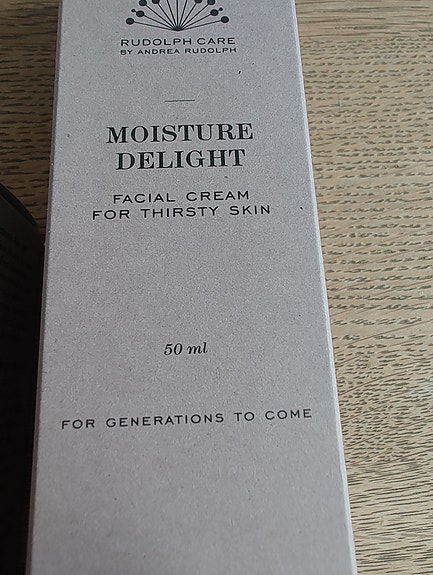 RUDOLPH CARE
BY ANDREA RUDOLPH
MOISTURE
DELIGHT
FACIAL CREAM
FOR THIRSTY SKIN
50 ml
FOR GENERATIONS TO COME